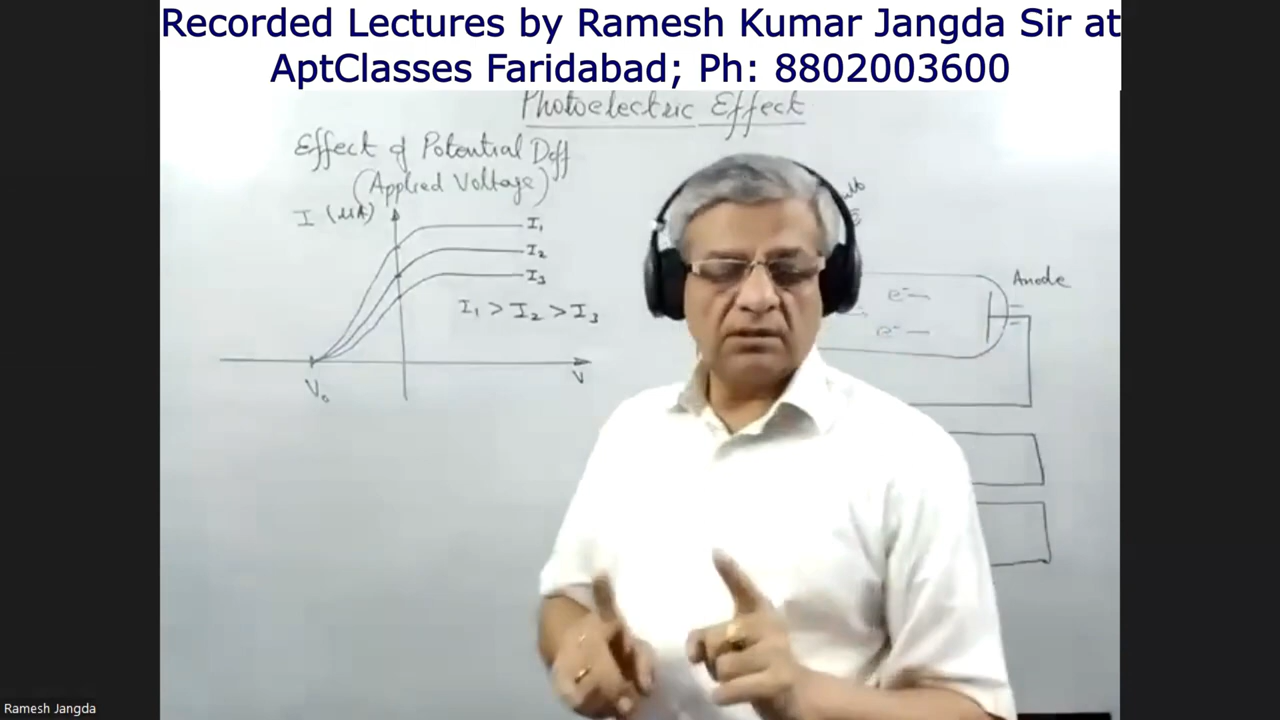 Recorded Lectures by Ramesh Kumar Jangda Sir at
AptClasses Faridabad; Ph: 8802003600
Photoelectric Effect
Effect of Potential Diff
(Applied Voltage)
I (μA)
I₁
I₂
I₃
I₁ > I₂ > I₃
V₀
V
e⁻
e⁻
Anode
Ramesh Jangda